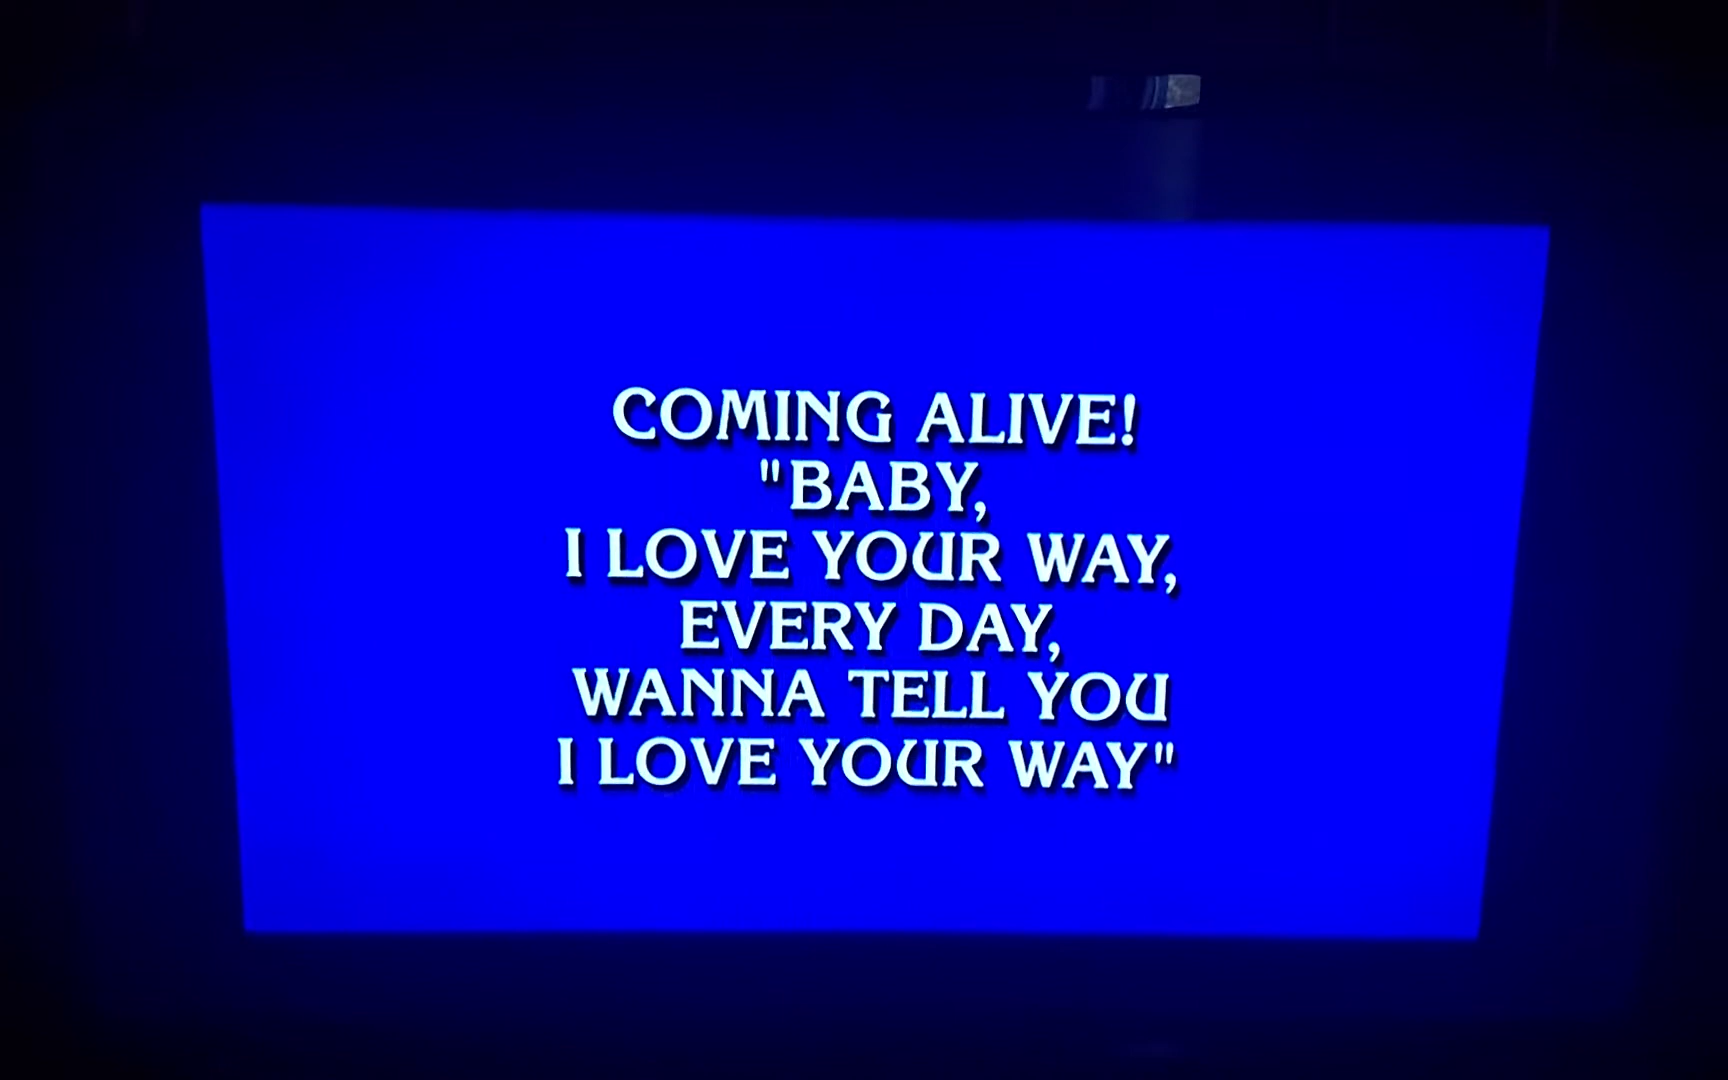 COMING ALIVE!
"BABY,
I LOVE YOUR WAY,
EVERY DAY,
WANNA TELL YOU
I LOVE YOUR WAY"